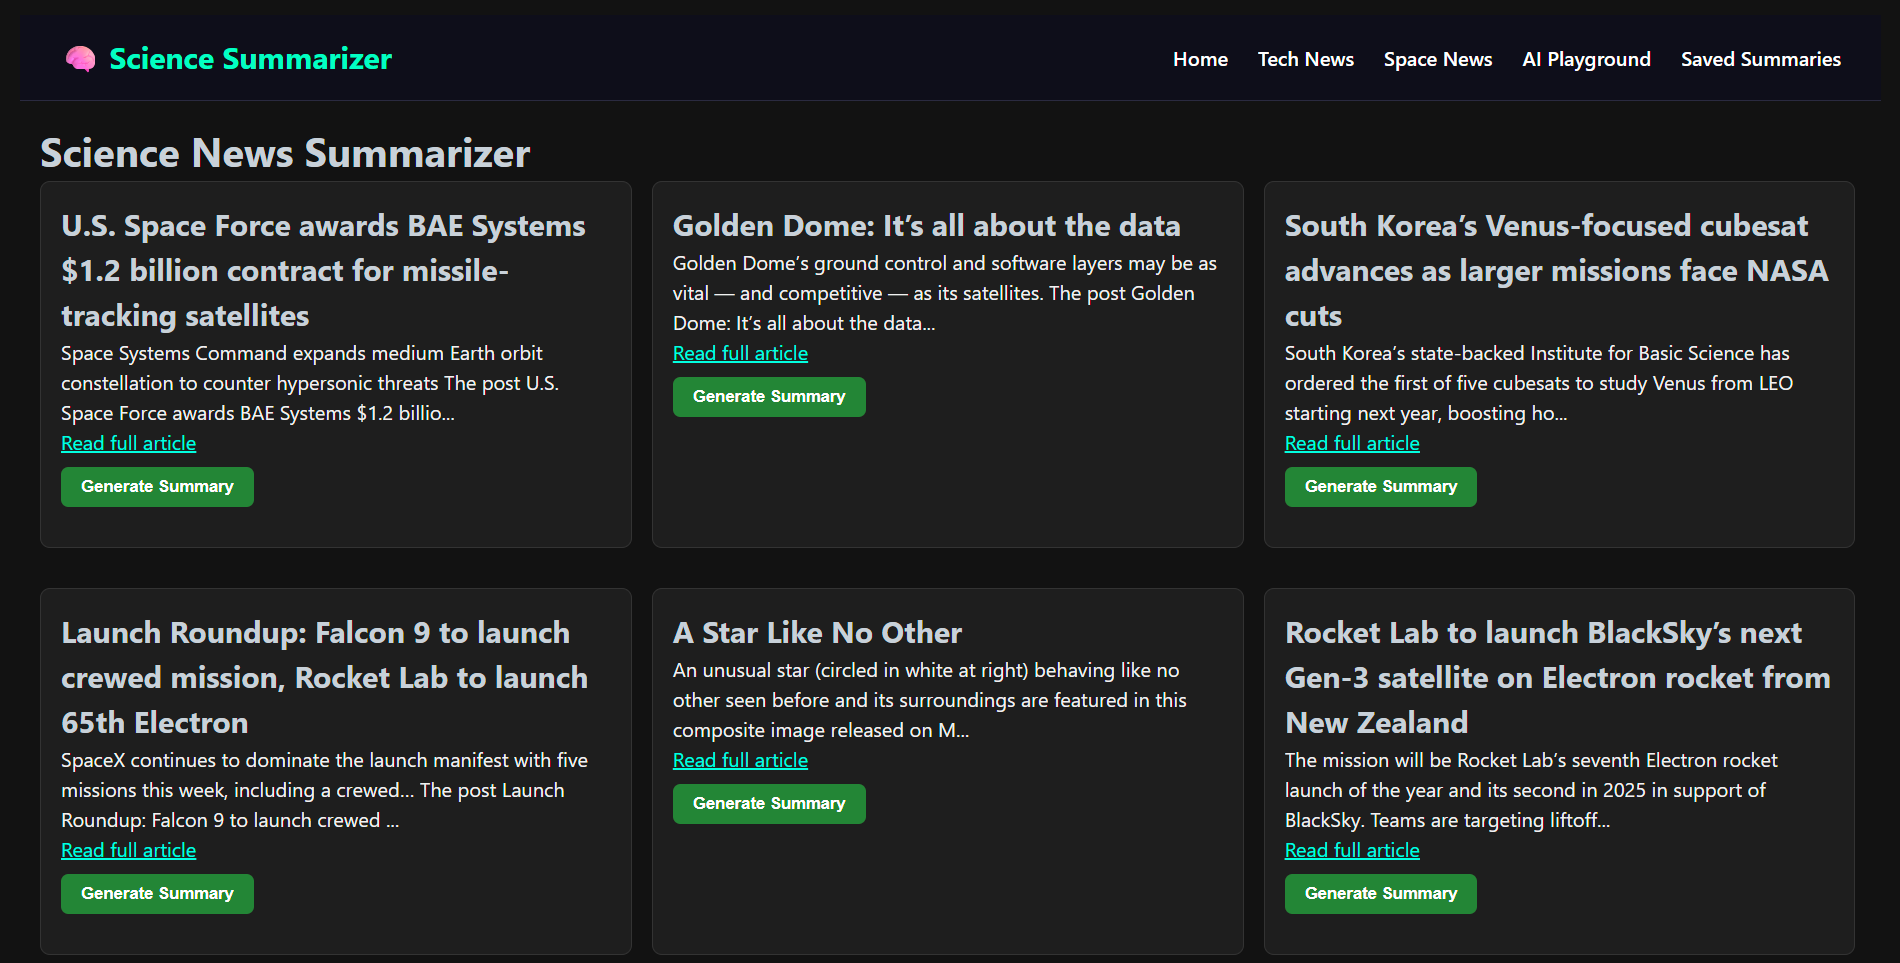 Science Summarizer
Home Tech News Space News AI Playground Saved Summaries
Science News Summarizer
U.S. Space Force awards BAE Systems
$1.2 billion contract for missile-
tracking satellites
Space Systems Command expands medium Earth orbit
constellation to counter hypersonic threats The post U.S.
Space Force awards BAE Systems $1.2 billio...
Read full article
Generate Summary
Golden Dome: It’s all about the data
Golden Dome’s ground control and software layers may be as
vital — and competitive — as its satellites. The post Golden
Dome: It’s all about the data...
Read full article
Generate Summary
South Korea’s Venus-focused cubesat
advances as larger missions face NASA
cuts
South Korea’s state-backed Institute for Basic Science has
ordered the first of five cubesats to study Venus from LEO
starting next year, boosting ho...
Read full article
Generate Summary
Launch Roundup: Falcon 9 to launch
crewed mission, Rocket Lab to launch
65th Electron
SpaceX continues to dominate the launch manifest with five
missions this week, including a crewed... The post Launch
Roundup: Falcon 9 to launch crewed ...
Read full article
Generate Summary
A Star Like No Other
An unusual star (circled in white at right) behaving like no
other seen before and its surroundings are featured in this
composite image released on M...
Read full article
Generate Summary
Rocket Lab to launch BlackSky’s next
Gen-3 satellite on Electron rocket from
New Zealand
The mission will be Rocket Lab’s seventh Electron rocket
launch of the year and its second in 2025 in support of
BlackSky. Teams are targeting liftoff...
Read full article
Generate Summary